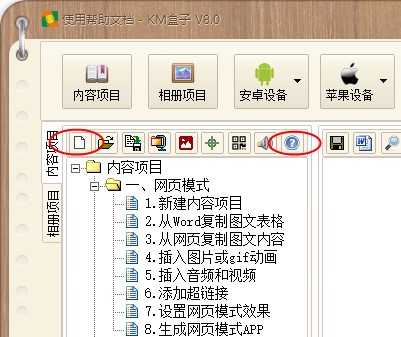 使用帮助文档 - KM盒子 V8.0
内容项目 相册项目 安卓设备 苹果设备
内容项目
相册项目
内容项目
一、网页模式
1.新建内容项目
2.从Word复制图文表格
3.从网页复制图文内容
4.插入图片或gif动画
5.插入音频和视频
6.添加超链接
7.设置网页模式效果
8.生成网页模式APP